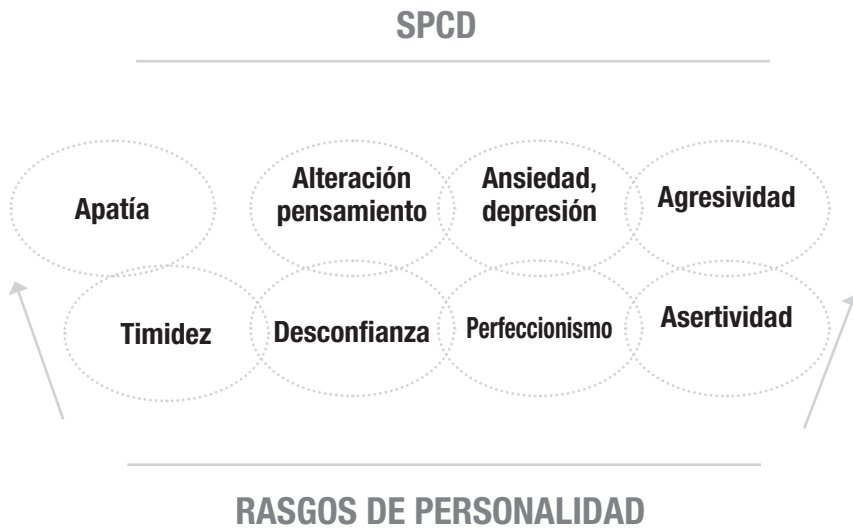 SPCD
Apatía
Alteración
pensamiento
Ansiedad,
depresión
Agresividad
Timidez
Desconfianza
Perfeccionismo
Asertividad
RASGOS DE PERSONALIDAD